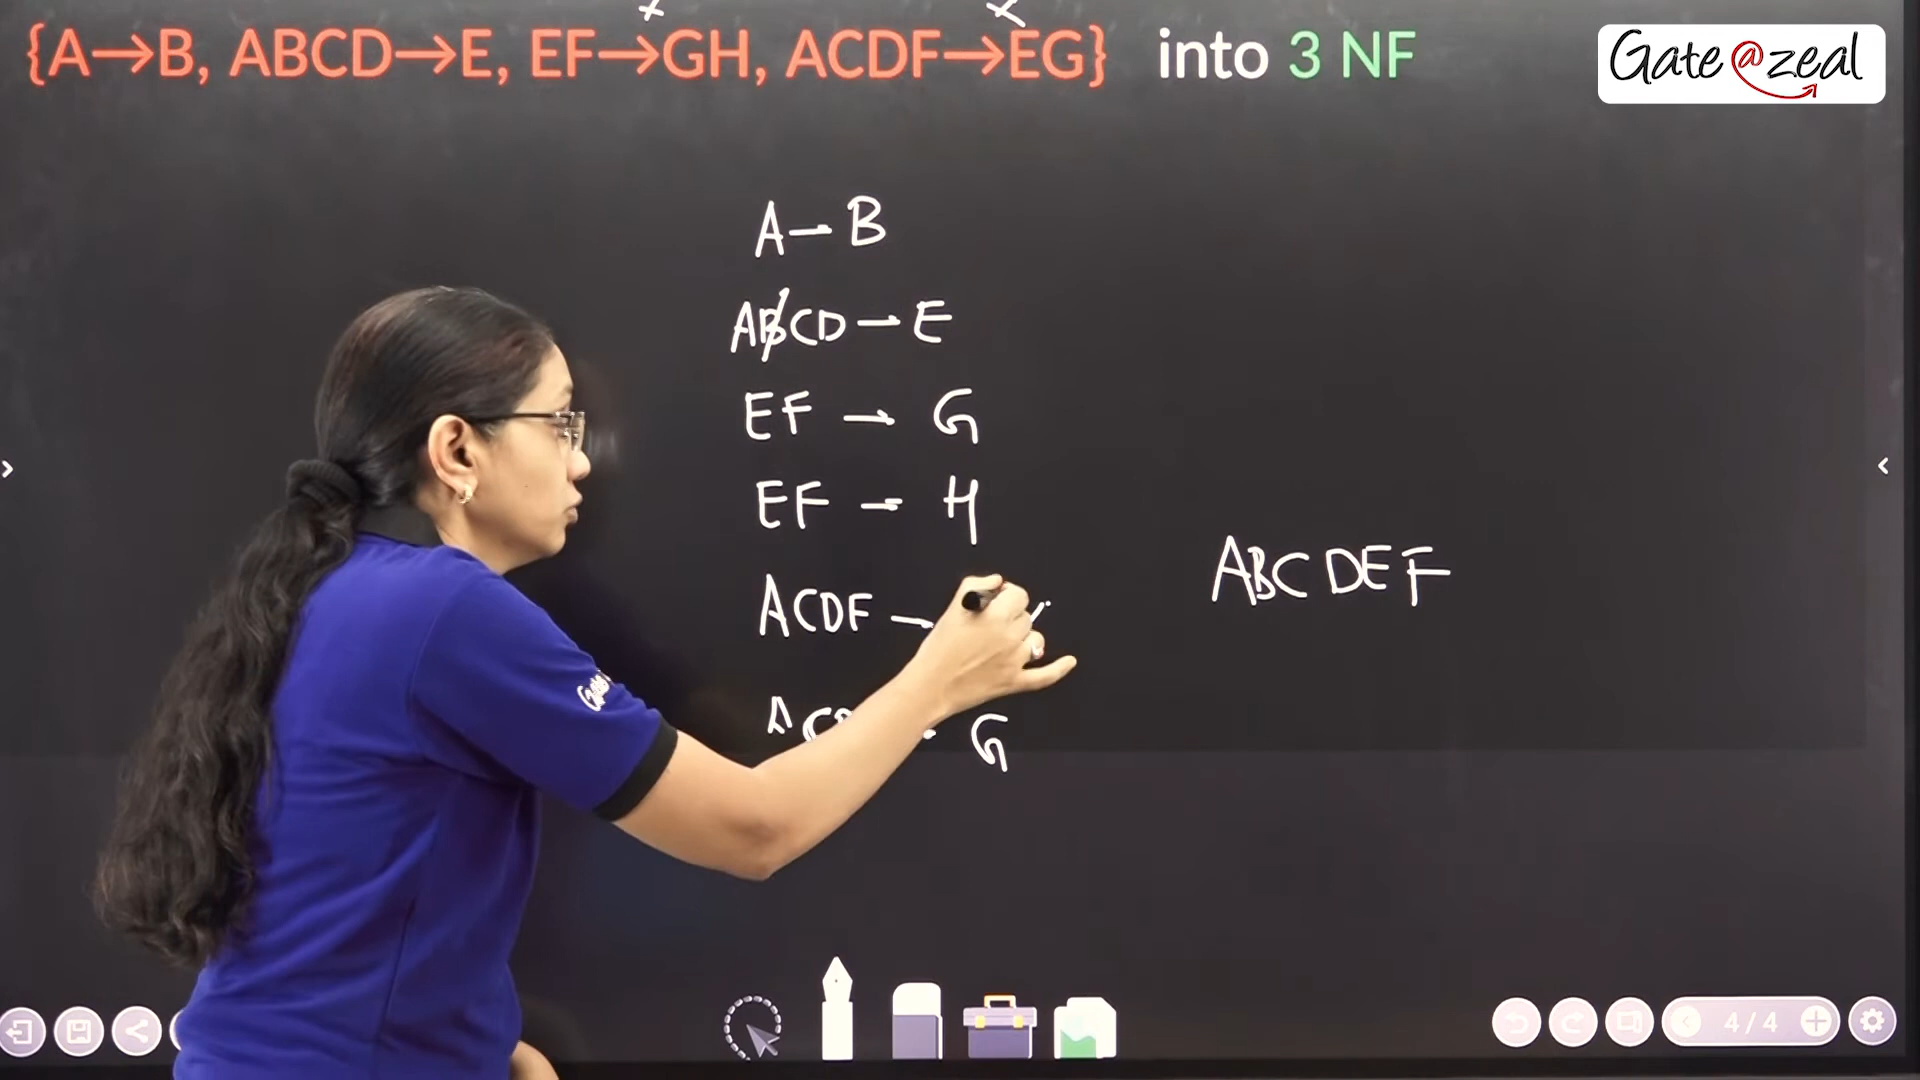 {A→B, ABCD→E, EF→GH, ACDF→EG} into 3 NF
Gate@zeal
A → B
ABCD → E
EF → G
EF → H
ACDF →
G
ABCDEF
4/4